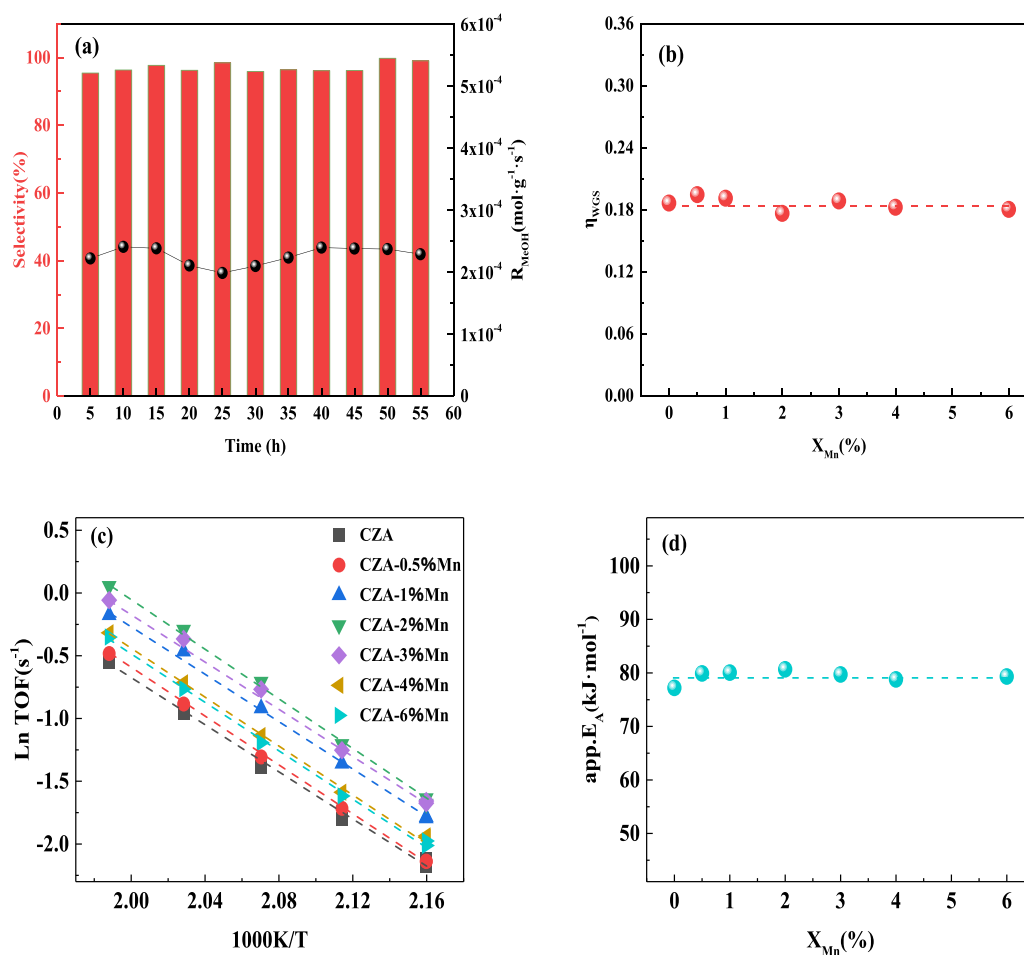 (a)
Selectivity(%)
100
80
60
40
20
0
6x10⁻⁴
5x10⁻⁴
4x10⁻⁴
3x10⁻⁴
2x10⁻⁴
1x10⁻⁴
0
R_MeOH(mol·g⁻¹·s⁻¹)
0 5 10 15 20 25 30 35 40 45 50 55 60
Time (h)
(b)
η_WGS
0.36
0.30
0.24
0.18
0.12
0.06
0.00
0 1 2 3 4 5 6
X_Mn(%)
(c)
Ln TOF(s⁻¹)
0.5
0.0
-0.5
-1.0
-1.5
-2.0
CZA
CZA-0.5%Mn
CZA-1%Mn
CZA-2%Mn
CZA-3%Mn
CZA-4%Mn
CZA-6%Mn
2.00 2.04 2.08 2.12 2.16
1000K/T
(d)
app.E_A(kJ·mol⁻¹)
100
90
80
70
60
50
0 1 2 3 4 5 6
X_Mn(%)